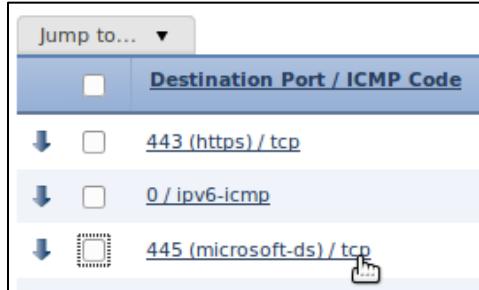 Jump to... ▼
Destination Port / ICMP Code
443 (https) / tcp
0 / ipv6-icmp
445 (microsoft-ds) / tcp